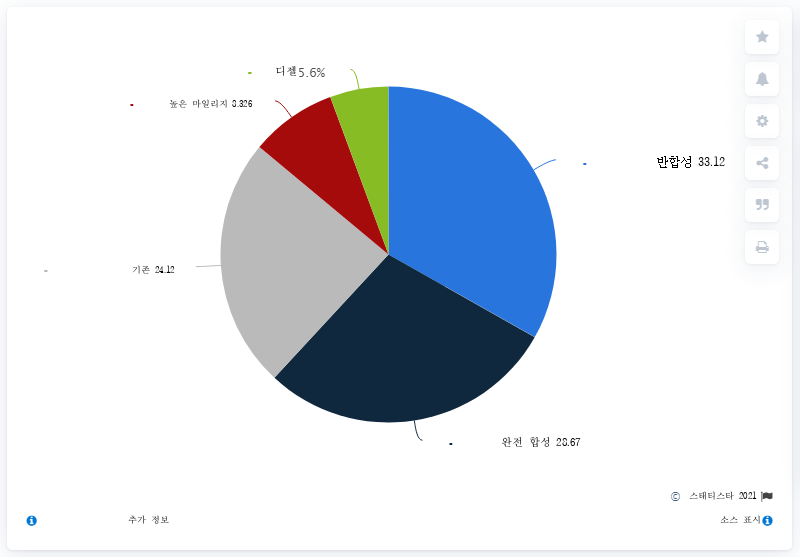 디젤 5.6%
높은 마일리지 8.326
반합성 33.12
기존 24.12
완전 합성 28.67
© 스태티스타 2021
추가 정보
소스 표시